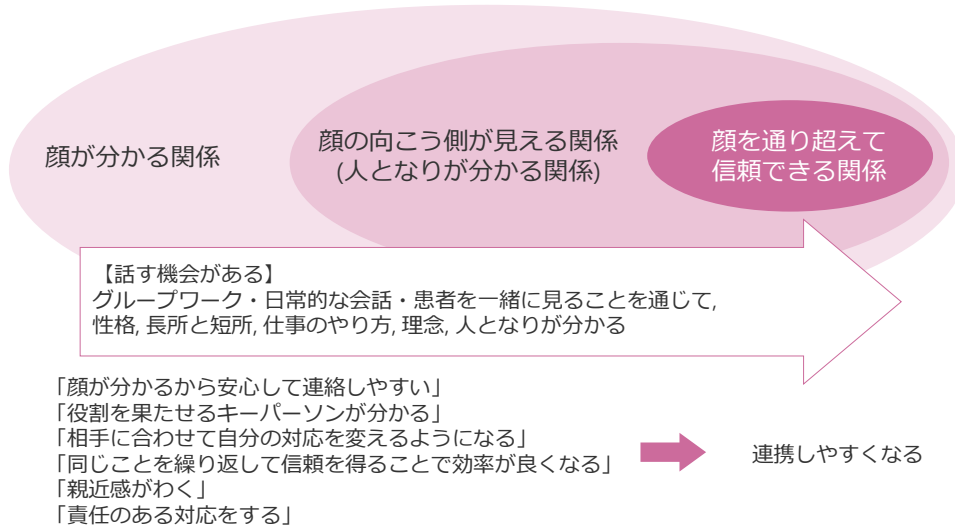 顔が分かる関係
顔の向こう側が見える関係
(人となりが分かる関係)
顔を通り超えて
信頼できる関係
【話す機会がある】
グループワーク・日常的な会話・患者を一緒に見ることを通じて,
性格, 長所と短所, 仕事のやり方, 理念, 人となりが分かる
「顔が分かるから安心して連絡しやすい」
「役割を果たせるキーパーソンが分かる」
「相手に合わせて自分の対応を変えるようになる」
「同じことを繰り返して信頼を得ることで効率が良くなる」
「親近感がわく」
「責任のある対応をする」
連携しやすくなる